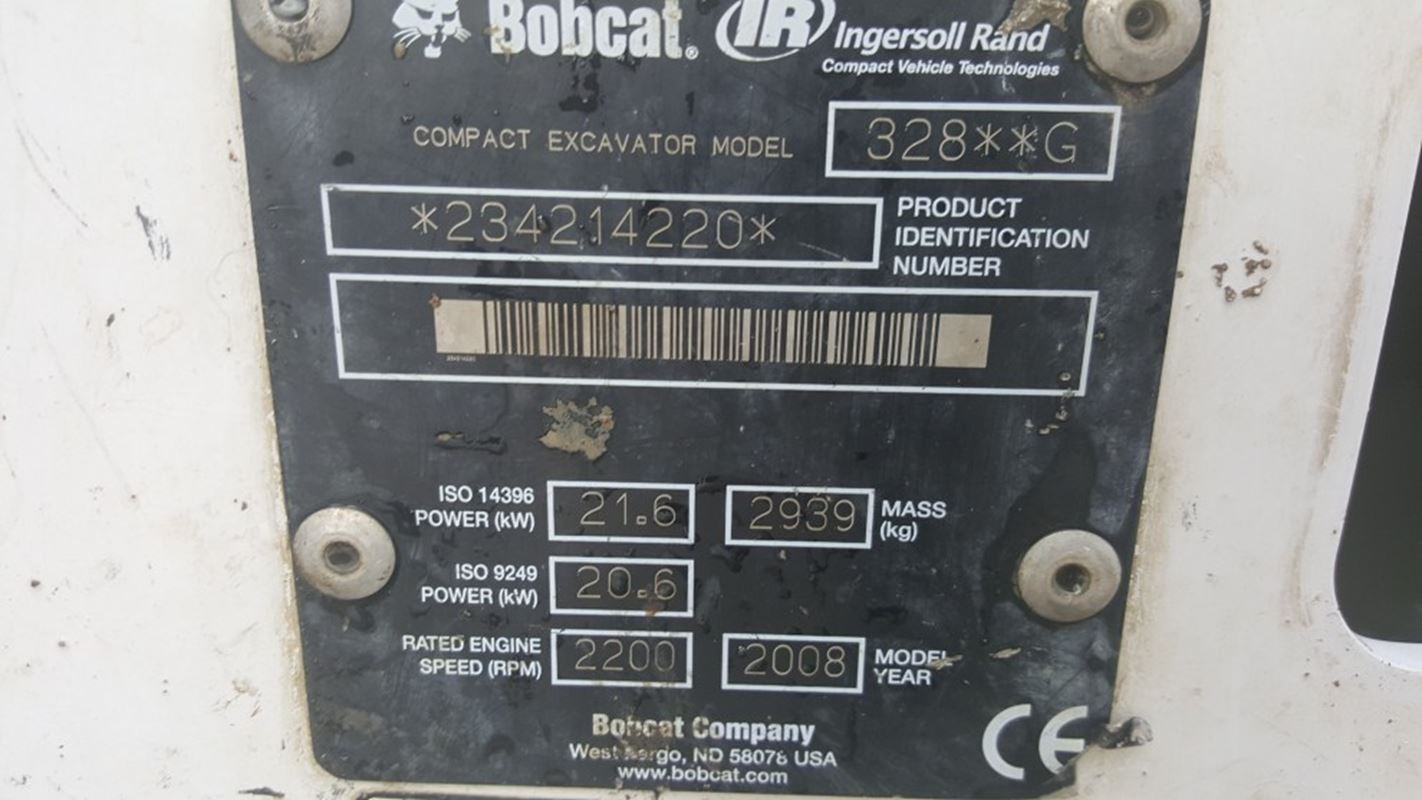 Bobcat® IR Ingersoll Rand
Compact Vehicle Technologies
COMPACT EXCAVATOR MODEL 328**G
*234214220* PRODUCT
IDENTIFICATION
NUMBER
ISO 14396
POWER (kW) 21.6 2939 MASS
(kg)
ISO 9249
POWER (kW) 20.6
RATED ENGINE
SPEED (RPM) 2200 2008 MODEL
YEAR
Bobcat Company
West Fargo, ND 58078 USA
www.bobcat.com
CE